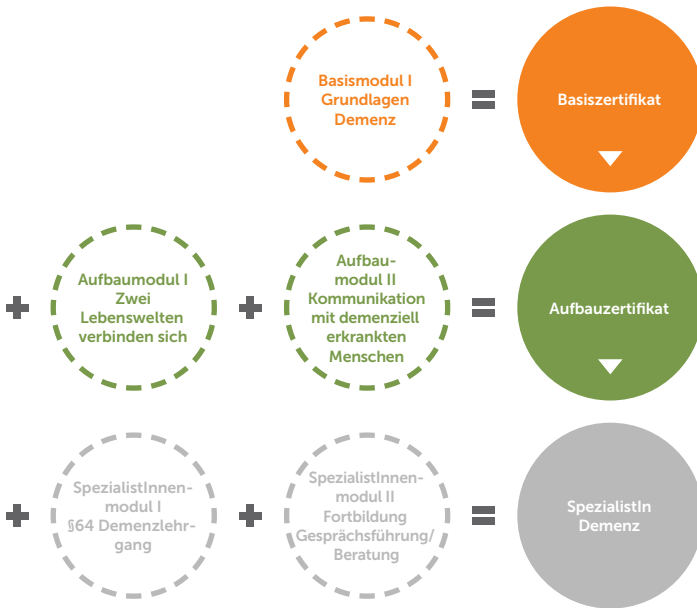 Basismodul I
Grundlagen
Demenz
=
Basiszertifikat
+
Aufbaumodul I
Zwei
Lebenswelten
verbinden sich
+
Aufbau-
modul II
Kommunikation
mit demenziell
erkrankten
Menschen
=
Aufbauzertifikat
+
SpezialistInnen-
modul I
§64 Demenzlehr-
gang
+
SpezialistInnen-
modul II
Fortbildung
Gesprächsführung/
Beratung
=
SpezialistIn
Demenz